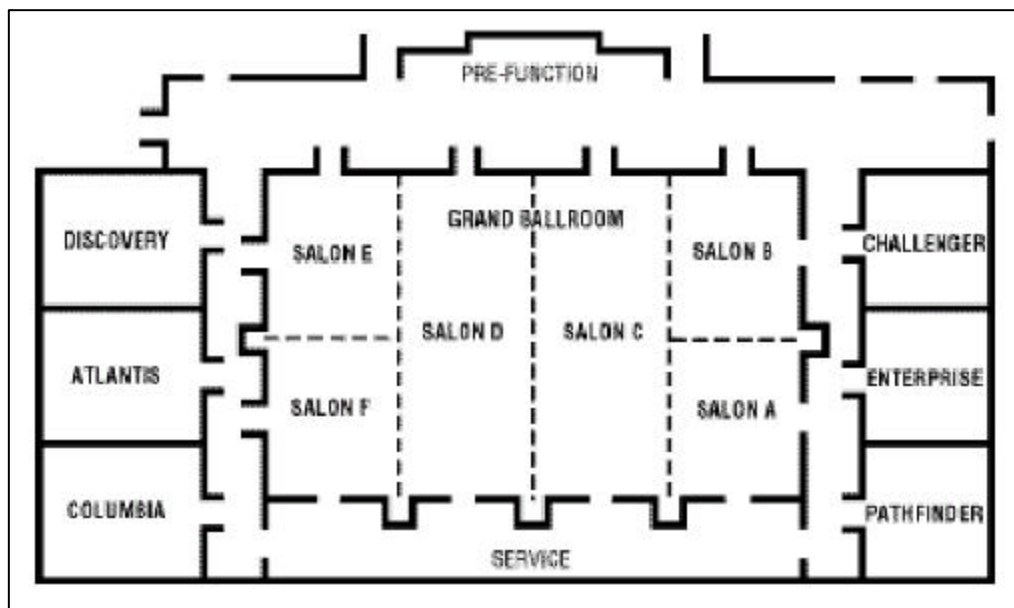 PRE-FUNCTION
GRAND BALLROOM
DISCOVERY
SALON E
SALON B
CHALLENGER
SALON D
SALON C
ATLANTIS
ENTERPRISE
SALON F
SALON A
COLUMBIA
PATHFINDER
SERVICE